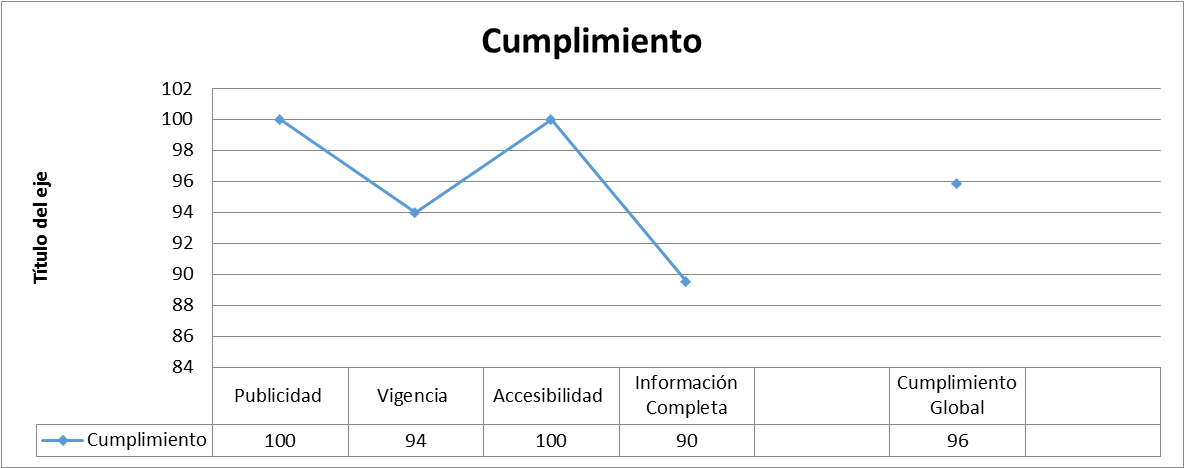 Cumplimiento
102
100
98
96
94
92
90
88
86
84
Título del eje
Publicidad
Vigencia
Accesibilidad
Información
Completa
Cumplimiento
Global
Cumplimiento 100 94 100 90 96